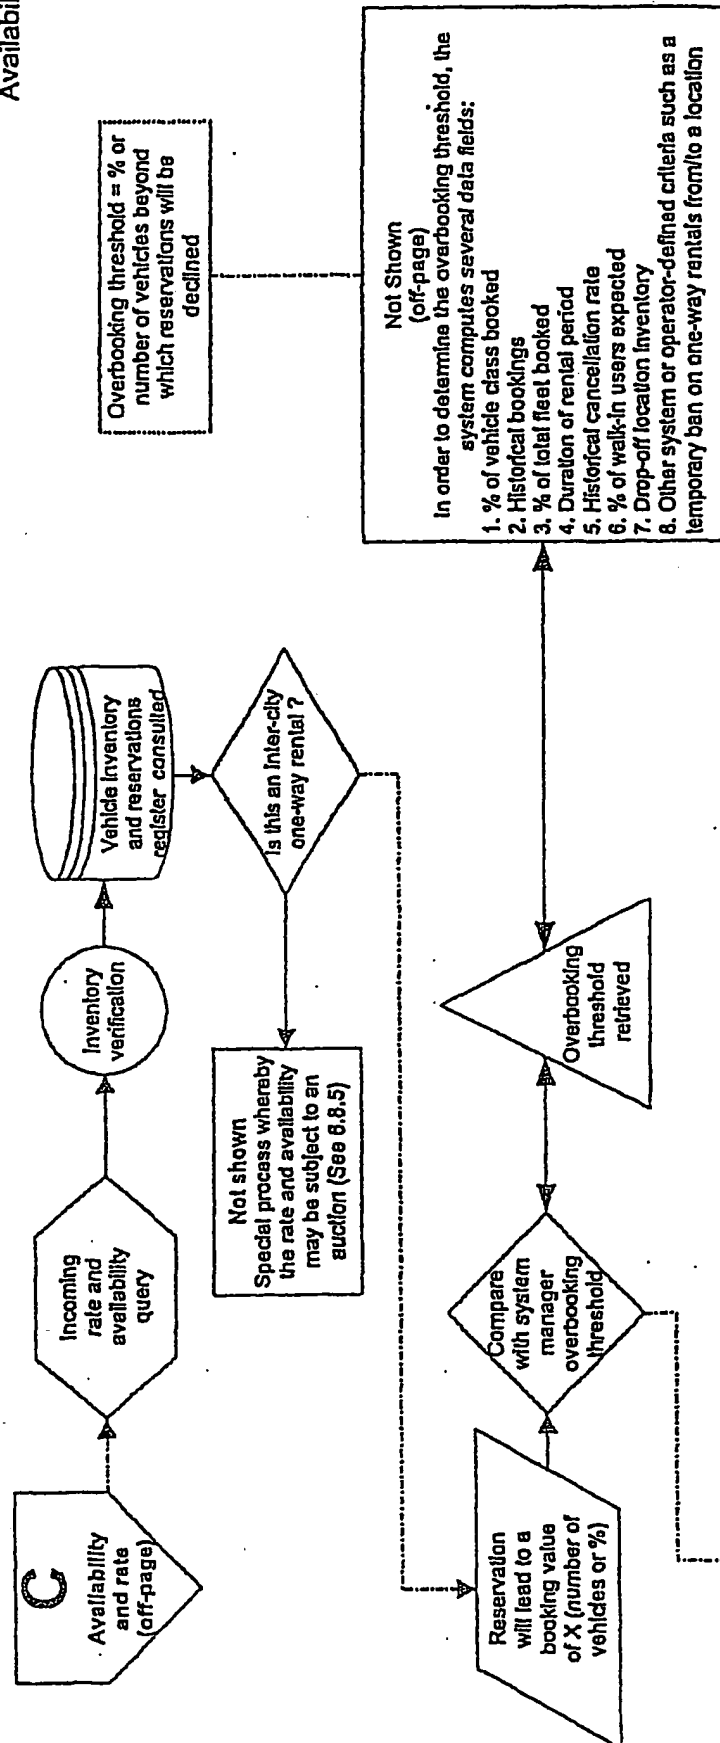 Availabil
C
Availability
and rate
(off-page)
Incoming
rate and
availability
query
Inventory
verification
Vehicle Inventory
and reservations
register consulted
Overbooking threshold = % or
number of vehicles beyond
which reservations will be
declined
Is this an inter-city
one-way rental ?
Not shown
Special process whereby
the rate and availability
may be subject to an
auction (See 6.8.5)
Reservation
will lead to a
booking value
of X (number of
vehicles or %)
Compare
with system
manager
overbooking
threshold
Overbooking
threshold
retrieved
Not Shown
(off-page)
In order to determine the overbooking threshold, the
system computes several data fields:
1. % of vehicle class booked
2. Historical bookings
3. % of total fleet booked
4. Duration of rental period
5. Historical cancellation rate
6. % of walk-in users expected
7. Drop-off location Inventory
8. Other system or operator-defined criteria such as a
temporary ban on one-way rentals from/to a location